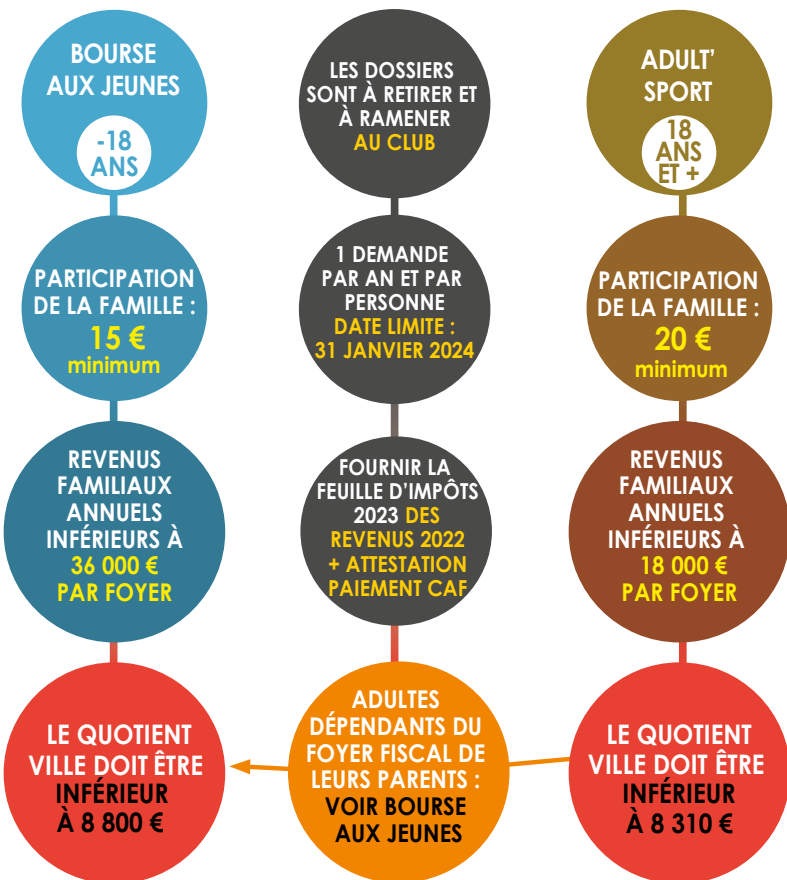 BOURSE
AUX JEUNES
-18
ANS
PARTICIPATION
DE LA FAMILLE :
15 €
minimum
REVENUS
FAMILIAUX
ANNUELS
INFÉRIEURS À
36 000 €
PAR FOYER
LE QUOTIENT
VILLE DOIT ÊTRE
INFÉRIEUR
À 8 800 €
LES DOSSIERS
SONT À RETIRER ET
À RAMENER
AU CLUB
1 DEMANDE
PAR AN ET PAR
PERSONNE
DATE LIMITE :
31 JANVIER 2024
FOURNIR LA
FEUILLE D'IMPÔTS
2023 DES
REVENUS 2022
+ ATTESTATION
PAIEMENT CAF
ADULTES
DÉPENDANTS DU
FOYER FISCAL DE
LEURS PARENTS :
VOIR BOURSE
AUX JEUNES
ADULT'
SPORT
18
ANS
ET +
PARTICIPATION
DE LA FAMILLE :
20 €
minimum
REVENUS
FAMILIAUX
ANNUELS
INFÉRIEURS À
18 000 €
PAR FOYER
LE QUOTIENT
VILLE DOIT ÊTRE
INFÉRIEUR
À 8 310 €